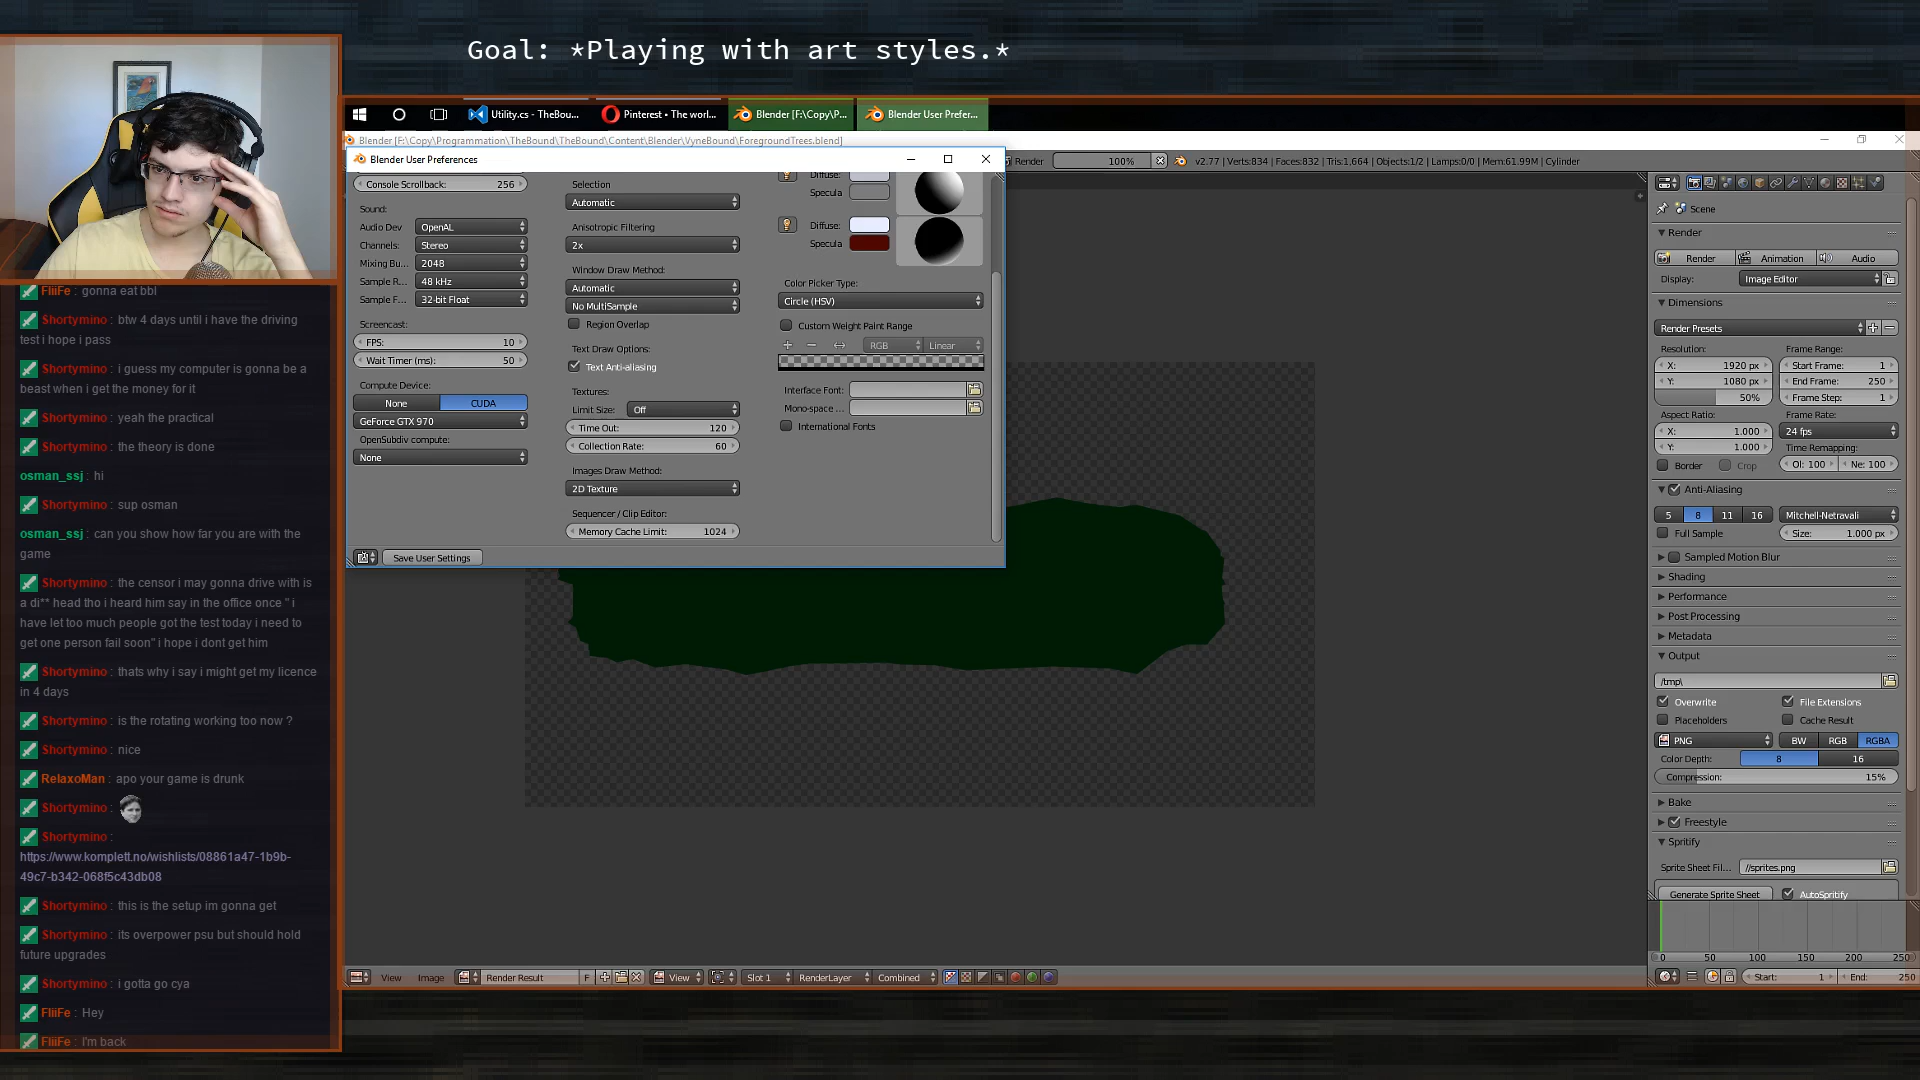 Goal: *Playing with art styles.*
Utility.cs - TheBou...
Pinterest - The worl...
Blender [F:\Copy\P...
Blender User Prefer...
Blender [F:\Copy\Programmation\TheBound\TheBound\Content\Blender\VyneBound\ForegroundTrees.blend]
Blender User Preferences
Render
100%
v2.77 | Verts:834 | Faces:832 | Tris:1,664 | Objects:1/2 | Lamps:0/0 | Mem:61.99M | Cylinder
Console Scrollback: 256
Sound:
Audio Dev OpenAL
Channels: Stereo
Mixing Bu... 2048
Sample R... 48 kHz
Sample F... 32-bit Float
Screencast:
FPS: 10
Wait Timer (ms): 50
Compute Device:
None CUDA
GeForce GTX 970
OpenSubdiv compute:
None
Selection
Automatic
Anisotropic Filtering
2x
Window Draw Method:
Automatic
No MultiSample
Region Overlap
Text Draw Options:
Text Anti-aliasing
Textures:
Limit Size: Off
Time Out: 120
Collection Rate: 60
Images Draw Method:
2D Texture
Sequencer / Clip Editor:
Memory Cache Limit: 1024
Diffuse:
Specula
Diffuse:
Specula
Color Picker Type:
Circle (HSV)
Custom Weight Paint Range
RGB Linear
Interface Font:
Mono-space ...
International Fonts
Save User Settings
FliiFe : gonna eat bbl
Shortymino : btw 4 days until i have the driving
test i hope i pass
Shortymino : i guess my computer is gonna be a
beast when i get the money for it
Shortymino : yeah the practical
Shortymino : the theory is done
osman_ssj : hi
Shortymino : sup osman
osman_ssj : can you show how far you are with the
game
Shortymino : the censor i may gonna drive with is
a di** head tho i heard him say in the office once " i
have let too much people got the test today i need to
get one person fail soon" i hope i dont get him
Shortymino : thats why i say i might get my licence
in 4 days
Shortymino : is the rotating working too now ?
Shortymino : nice
RelaxoMan : apo your game is drunk
Shortymino :
Shortymino :
https://www.komplett.no/wishlists/08861a47-1b9b-
49c7-b342-068f5c43db08
Shortymino : this is the setup im gonna get
Shortymino : its overpower psu but should hold
future upgrades
Shortymino : i gotta go cya
FliiFe : Hey
FliiFe : I'm back
Scene
Render
Render Animation Audio
Display: Image Editor
Dimensions
Render Presets
Resolution: Frame Range:
X: 1920 px Start Frame: 1
Y: 1080 px End Frame: 250
50% Frame Step: 1
Aspect Ratio: Frame Rate:
X: 1.000 24 fps
Y: 1.000 Time Remapping:
Border Crop Ol: 100 Ne: 100
Anti-Aliasing
5 8 11 16 Mitchell-Netravali
Full Sample Size: 1.000 px
Sampled Motion Blur
Shading
Performance
Post Processing
Metadata
Output
/tmp\
Overwrite File Extensions
Placeholders Cache Result
PNG BW RGB RGBA
Color Depth: 8 16
Compression: 15%
Bake
Freestyle
Spritify
Sprite Sheet Fil... //sprites.png
Generate Sprite Sheet AutoSpritify
0 50 100 150 200 250
View Image Render Result F View Slot 1 RenderLayer Combined
Start: 1 End: 250